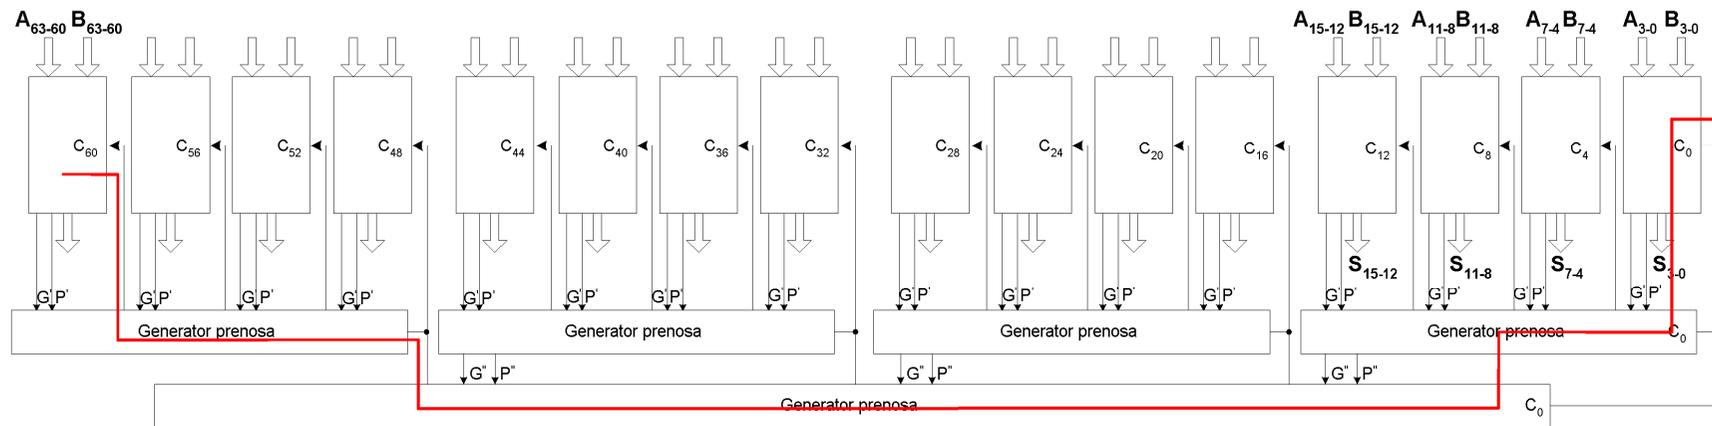 A63-60 B63-60 A15-12 B15-12 A11-8 B11-8 A7-4 B7-4 A3-0 B3-0
C60 C56 C52 C48 C44 C40 C36 C32 C28 C24 C20 C16 C12 C8 C4 C0
S15-12 S11-8 S7-4 S3-0
G' P' G' P' G' P' G' P' G' P' G' P' G' P' G' P' G' P' G' P' G' P' G' P' G' P' G' P' G' P' G' P'
Generator prenosa Generator prenosa Generator prenosa Generator prenosa C0
G" P" G" P" G" P"
Generator prenosa C0